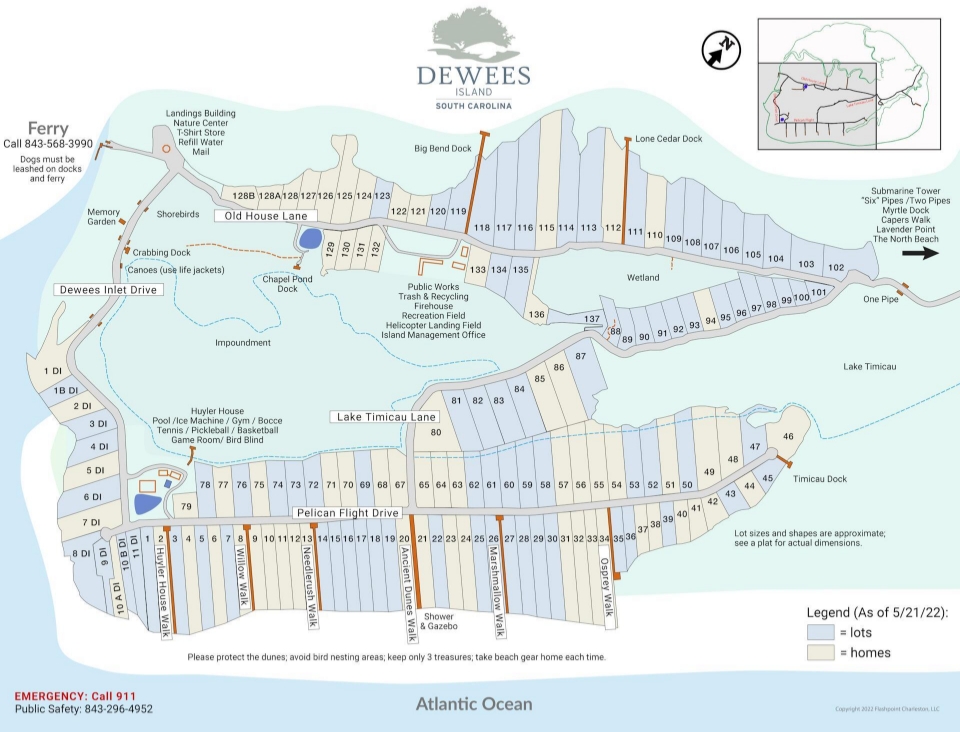 DEWEES
ISLAND
SOUTH CAROLINA
N
Ferry
Call 843-568-3990
Dogs must be
leashed on docks
and ferry
Landings Building
Nature Center
T-Shirt Store
Refill Water
Mail
Big Bend Dock
Lone Cedar Dock
Submarine Tower
"Six" Pipes /Two Pipes
Myrtle Dock
Capers Walk
Lavender Point
The North Beach
Memory
Garden
Shorebirds
Old House Lane
128B 128A 128 127 126 125 124 123
122 121 120 119
118 117 116 115 114 113 112 111 110 109 108 107 106 105 104 103 102
129 130 131 132
Crabbing Dock
Canoes (use life jackets)
Chapel Pond
Dock
133 134 135
136
137
Wetland
Public Works
Trash & Recycling
Firehouse
Recreation Field
Helicopter Landing Field
Island Management Office
Dewees Inlet Drive
One Pipe
88 89 90 91 92 93 94 95 96 97 98 99 100 101
Impoundment
Lake Timicau
1 DI
1B DI
2 DI
3 DI
4 DI
5 DI
6 DI
7 DI
8 DI
9 DI
10 A DI
10 B DI
11 DI
87
86
85
84
83
82
81
80
Lake Timicau Lane
Huyler House
Pool /Ice Machine / Gym / Bocce
Tennis / Pickleball / Basketball
Game Room/ Bird Blind
79
78 77 76 75 74 73 72 71 70 69 68 67 65 64 63 62 61 60 59 58 57 56 55 54 53 52 51 50 49 48 47 46
45
44
43
42
41
40
39
38
37
36
Timicau Dock
Pelican Flight Drive
1 2 3 4 5 6 7 8 9 10 11 12 13 14 15 16 17 18 19 20 21 22 23 24 25 26 27 28 29 30 31 32 33 34 35
Huyler House Walk
Willow Walk
Needlerush Walk
Ancient Dunes Walk
Marshmallow Walk
Osprey Walk
Shower
& Gazebo
Lot sizes and shapes are approximate;
see a plat for actual dimensions.
Legend (As of 5/21/22):
= lots
= homes
Please protect the dunes; avoid bird nesting areas; keep only 3 treasures; take beach gear home each time.
EMERGENCY: Call 911
Public Safety: 843-296-4952
Atlantic Ocean
Copyright 2022 Flashpoint Charleston, LLC